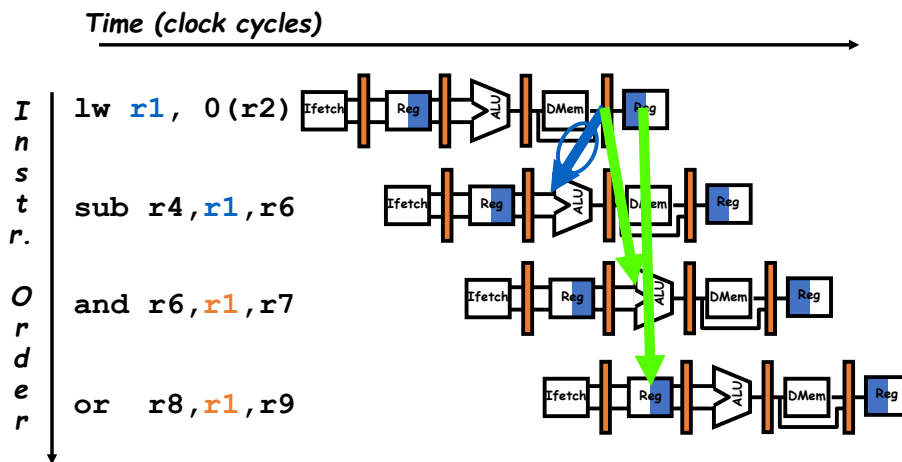 Time (clock cycles)
Instr. Order
lw r1, 0(r2)
Ifetch Reg ALU DMem Reg
sub r4,r1,r6
Ifetch Reg ALU DMem Reg
and r6,r1,r7
Ifetch Reg ALU DMem Reg
or r8,r1,r9
Ifetch Reg ALU DMem Reg